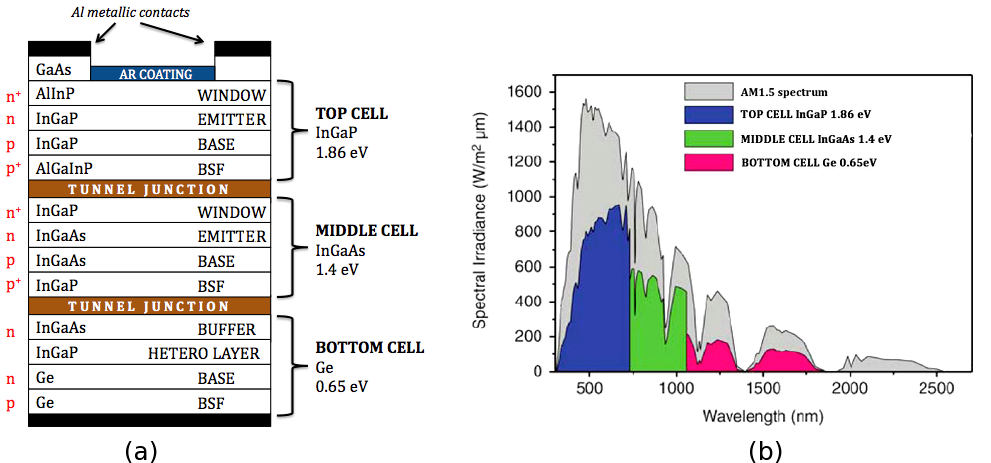 Al metallic contacts
GaAs
AR COATING
n+ AlInP WINDOW
n InGaP EMITTER
p InGaP BASE
p+ AlGaInP BSF
TUNNEL JUNCTION
n+ InGaP WINDOW
n InGaAs EMITTER
p InGaAs BASE
p+ InGaP BSF
TUNNEL JUNCTION
n InGaAs BUFFER
InGaP HETERO LAYER
n Ge BASE
p Ge BSF
TOP CELL
InGaP
1.86 eV
MIDDLE CELL
InGaAs
1.4 eV
BOTTOM CELL
Ge
0.65 eV
(a)
Spectral Irradiance (W/m² µm)
1600
1400
1200
1000
800
600
400
200
0
AM1.5 spectrum
TOP CELL InGaP 1.86 eV
MIDDLE CELL InGaAs 1.4 eV
BOTTOM CELL Ge 0.65eV
500 1000 1500 2000 2500
Wavelength (nm)
(b)